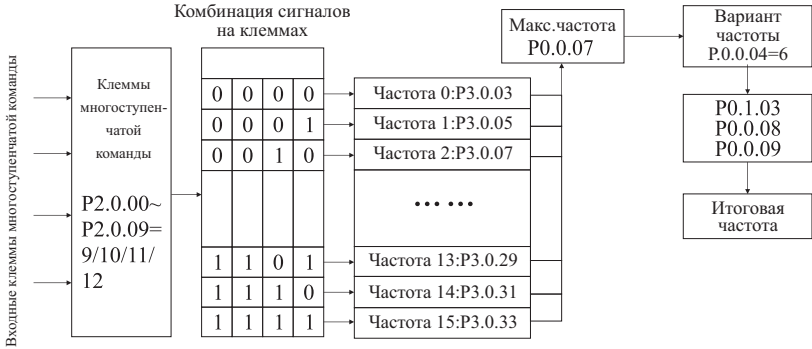 Входные клеммы многоступенчатой команды
Клеммы
многоступен-
чатой
команды
P2.0.00~
P2.0.09=
9/10/11/
12
Комбинация сигналов
на клеммах
0 0 0 0
0 0 0 1
0 0 1 0
1 1 0 1
1 1 1 0
1 1 1 1
Частота 0:P3.0.03
Частота 1:P3.0.05
Частота 2:P3.0.07
... ...
Частота 13:P3.0.29
Частота 14:P3.0.31
Частота 15:P3.0.33
Макс.частота
P0.0.07
Вариант
частоты
P.0.0.04=6
P0.1.03
P0.0.08
P0.0.09
Итоговая
частота